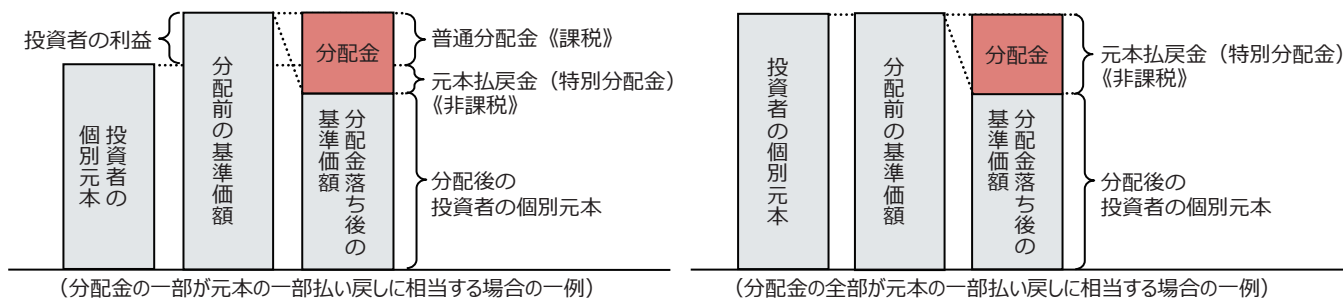 投資者の利益
投資者の
個別元本
分配前の基準価額
分配金
分配金落ち後の
基準価額
普通分配金《課税》
元本払戻金（特別分配金）
《非課税》
分配後の
投資者の個別元本
（分配金の一部が元本の一部払い戻しに相当する場合の一例）
投資者の個別元本
分配前の基準価額
分配金
分配金落ち後の
基準価額
元本払戻金（特別分配金）
《非課税》
分配後の
投資者の個別元本
（分配金の全部が元本の一部払い戻しに相当する場合の一例）